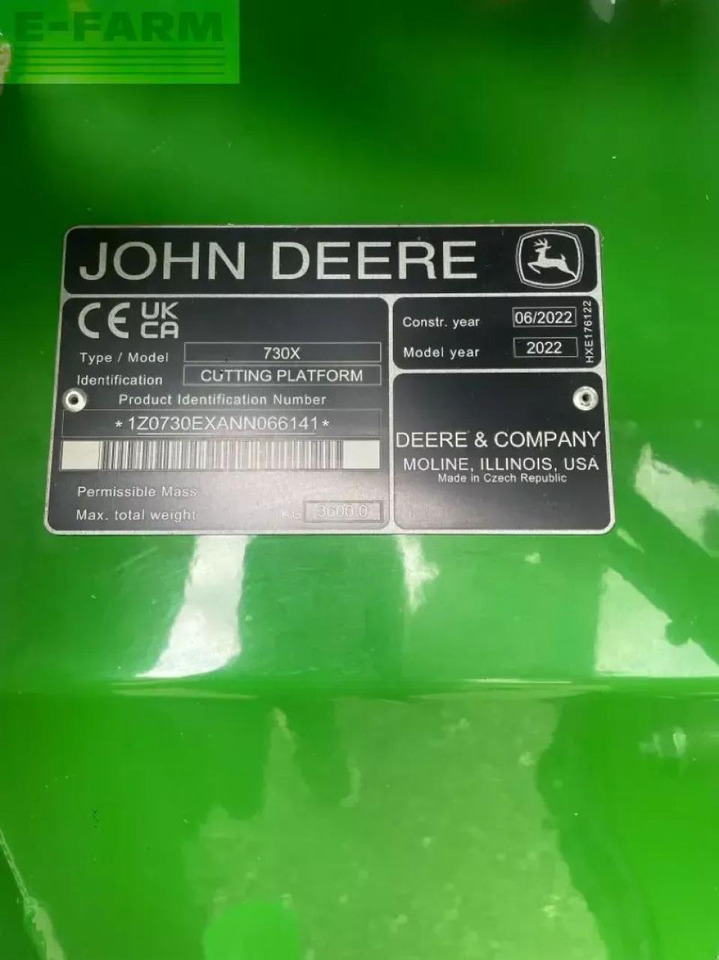 E-FARM
JOHN DEERE
CE UK CA
Type / Model 730X
Identification CUTTING PLATFORM
Product Identification Number
*1Z0730EXANN066141*
Permissible Mass
Max. total weight KG 3600.0
Constr. year 06/2022
Model year 2022
HXE176122
DEERE & COMPANY
MOLINE, ILLINOIS, USA
Made in Czech Republic